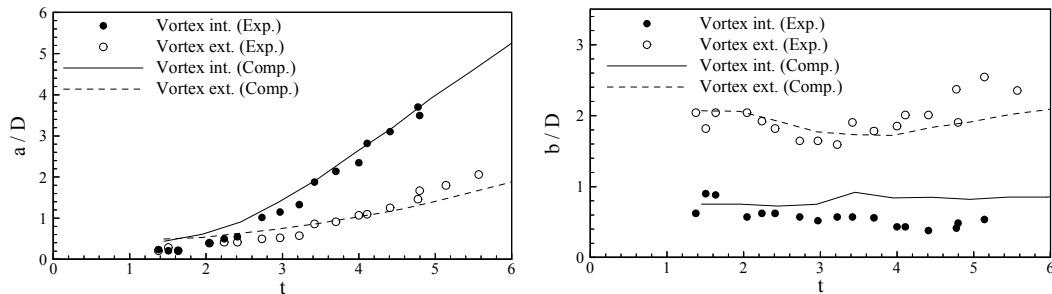 Vortex int. (Exp.)
Vortex ext. (Exp.)
Vortex int. (Comp.)
Vortex ext. (Comp.)
a / D
6
5
4
3
2
1
0
0 1 2 3 4 5 6
t
Vortex int. (Exp.)
Vortex ext. (Exp.)
Vortex int. (Comp.)
Vortex ext. (Comp.)
b / D
3
2
1
0
0 1 2 3 4 5 6
t